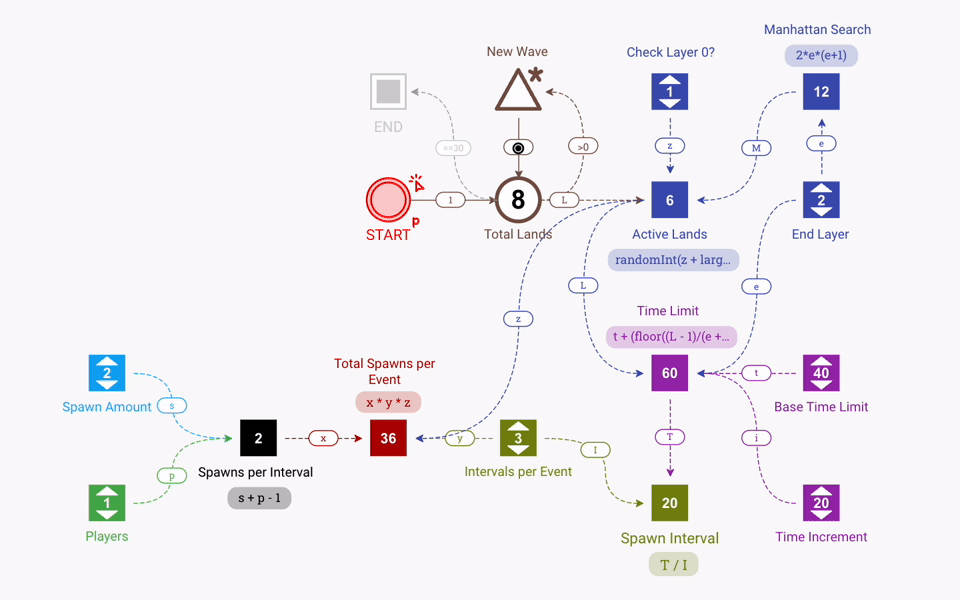 Manhattan Search
2*e*(e+1)
New Wave
Check Layer 0?
1
12
END
==30
>0
z
M
e
START
p
1
8
L
6
2
Total Lands
Active Lands
End Layer
randomInt(z + larg...
L
e
z
Time Limit
t + (floor((L - 1)/(e +...
Total Spawns per
Event
2
60
t
40
x * y * z
Spawn Amount
s
Base Time Limit
2
x
36
y
3
T
i
I
Spawns per Interval
Intervals per Event
p
s + p - 1
1
20
20
Players
Spawn Interval
Time Increment
T / I